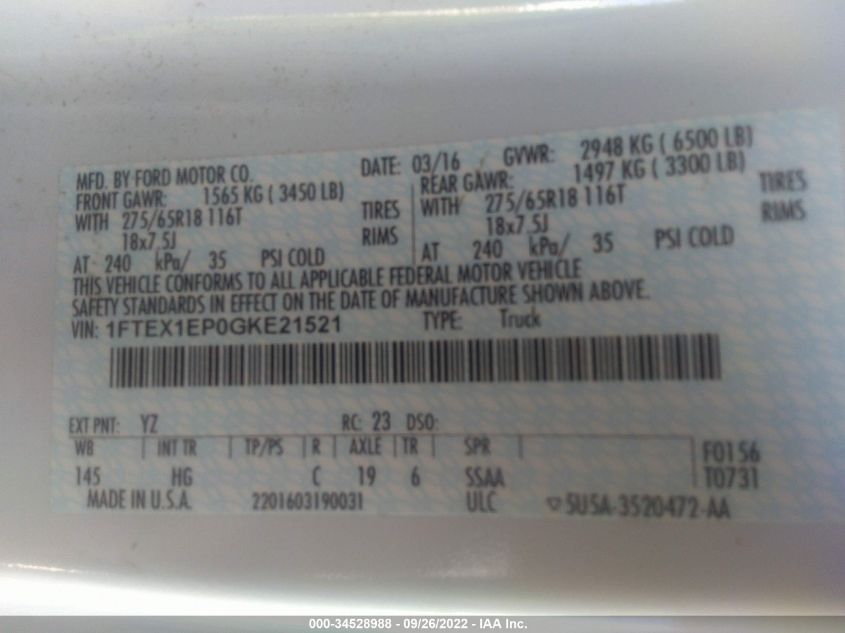 MFD. BY FORD MOTOR CO. DATE: 03/16 GVWR: 2948 KG ( 6500 LB)
FRONT GAWR: 1565 KG ( 3450 LB) REAR GAWR: 1497 KG ( 3300 LB)
WITH 275/65R18 116T TIRES WITH 275/65R18 116T TIRES
18x7.5J RIMS 18x7.5J RIMS
AT 240 kPa/ 35 PSI COLD AT 240 kPa/ 35 PSI COLD
THIS VEHICLE CONFORMS TO ALL APPLICABLE FEDERAL MOTOR VEHICLE
SAFETY STANDARDS IN EFFECT ON THE DATE OF MANUFACTURE SHOWN ABOVE.
VIN: 1FTEX1EP0GKE21521 TYPE: Truck
EXT PNT: YZ RC: 23 DSO:
WB INT TR TP/PS R AXLE TR SPR F0156
145 HG C 19 6 SSAA T0731
MADE IN U.S.A. 2201603190031 ULC 5U5A-3520472-AA
000-34528988 - 09/26/2022 - IAA Inc.